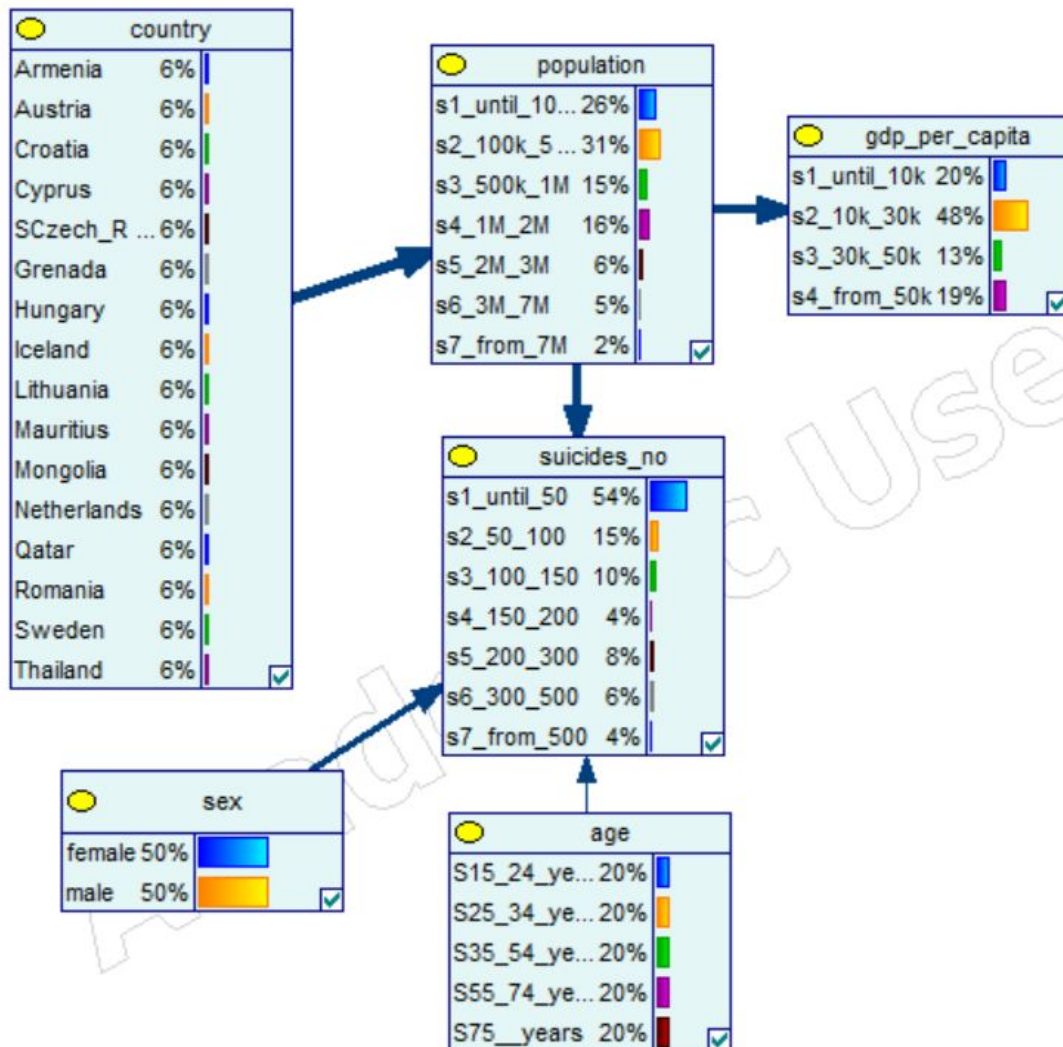 country
Armenia 6%
Austria 6%
Croatia 6%
Cyprus 6%
SCzech_R ... 6%
Grenada 6%
Hungary 6%
Iceland 6%
Lithuania 6%
Mauritius 6%
Mongolia 6%
Netherlands 6%
Qatar 6%
Romania 6%
Sweden 6%
Thailand 6%
population
s1_until_10... 26%
s2_100k_5 ... 31%
s3_500k_1M 15%
s4_1M_2M 16%
s5_2M_3M 6%
s6_3M_7M 5%
s7_from_7M 2%
gdp_per_capita
s1_until_10k 20%
s2_10k_30k 48%
s3_30k_50k 13%
s4_from_50k 19%
suicides_no
s1_until_50 54%
s2_50_100 15%
s3_100_150 10%
s4_150_200 4%
s5_200_300 8%
s6_300_500 6%
s7_from_500 4%
sex
female 50%
male 50%
age
S15_24_ye... 20%
S25_34_ye... 20%
S35_54_ye... 20%
S55_74_ye... 20%
S75__years 20%